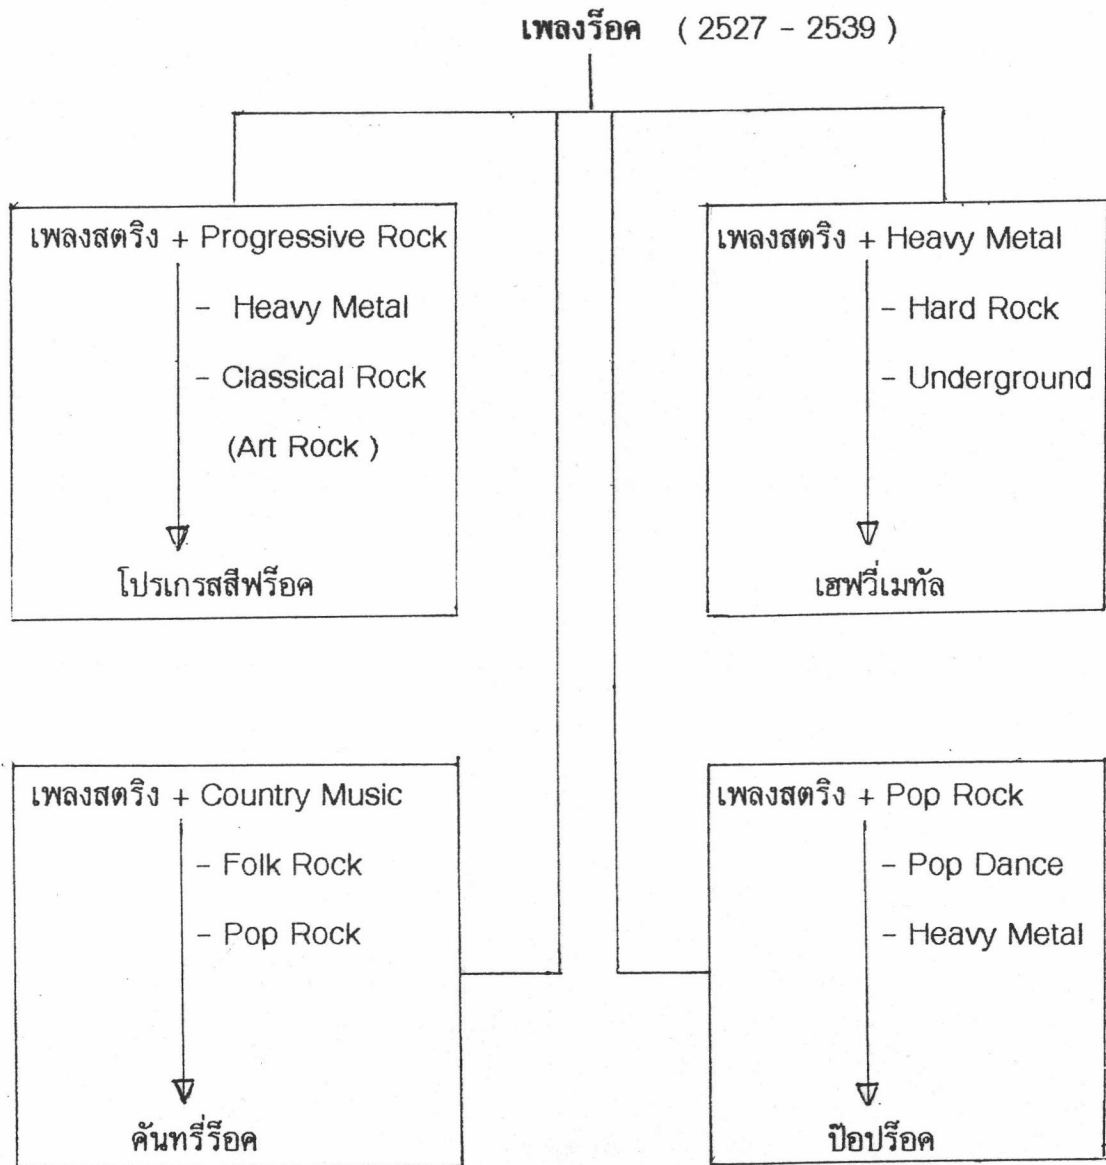 เพลงร็อค ( 2527 - 2539 )
เพลงสตริง + Progressive Rock
- Heavy Metal
- Classical Rock
(Art Rock )
โปรเกรสสีฟร็อค
เพลงสตริง + Heavy Metal
- Hard Rock
- Underground
เฮฟวี่เมทัล
เพลงสตริง + Country Music
- Folk Rock
- Pop Rock
คันทรี่ร็อค
เพลงสตริง + Pop Rock
- Pop Dance
- Heavy Metal
ป๊อปร็อค